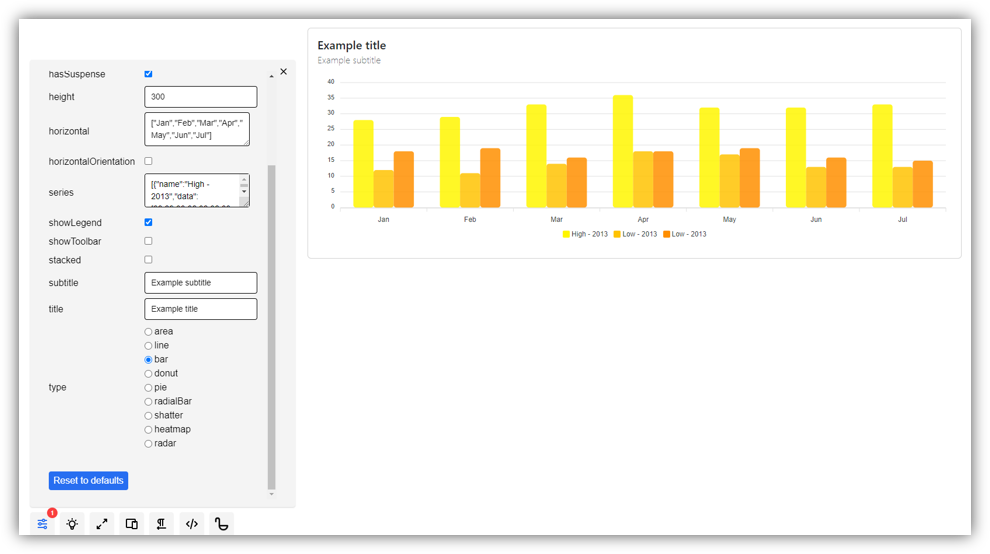 hasSuspense
height
300
horizontal
["Jan","Feb","Mar","Apr","
May","Jun","Jul"]
horizontalOrientation
series
[{"name":"High -
2013","data":
showLegend
showToolbar
stacked
subtitle
Example subtitle
title
Example title
type
area
line
bar
donut
pie
radialBar
shatter
heatmap
radar
Reset to defaults
1
Example title
Example subtitle
40
35
30
25
20
15
10
5
0
Jan
Feb
Mar
Apr
May
Jun
Jul
High - 2013
Low - 2013
Low - 2013